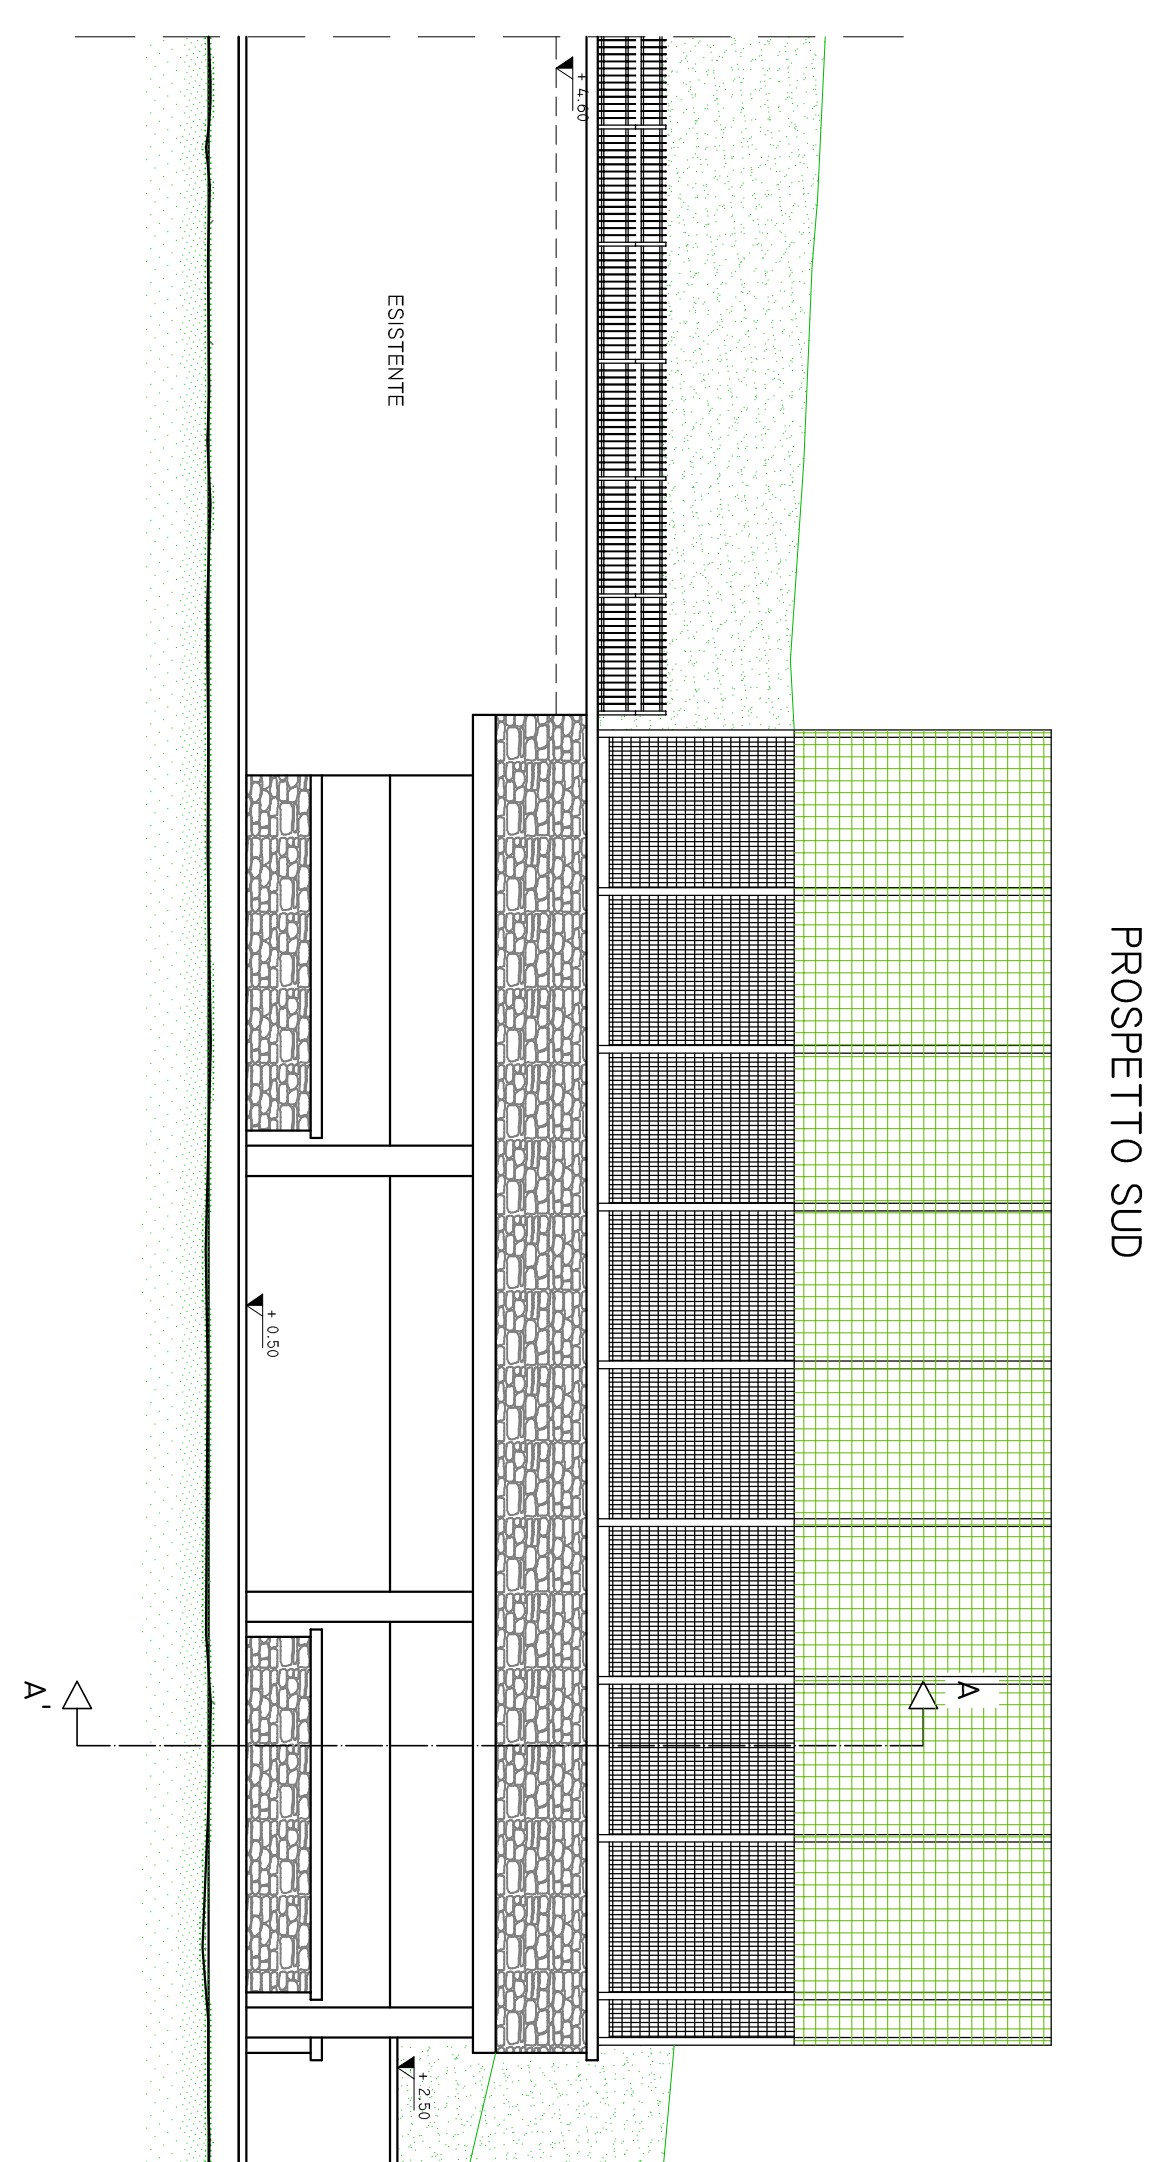 PROSPETTO SUD
+ 4.60
ESISTENTE
+ 0.50
+ 2.50
A
A'